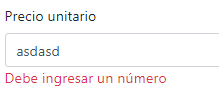 Precio unitario
asdasd
Debe ingresar un número